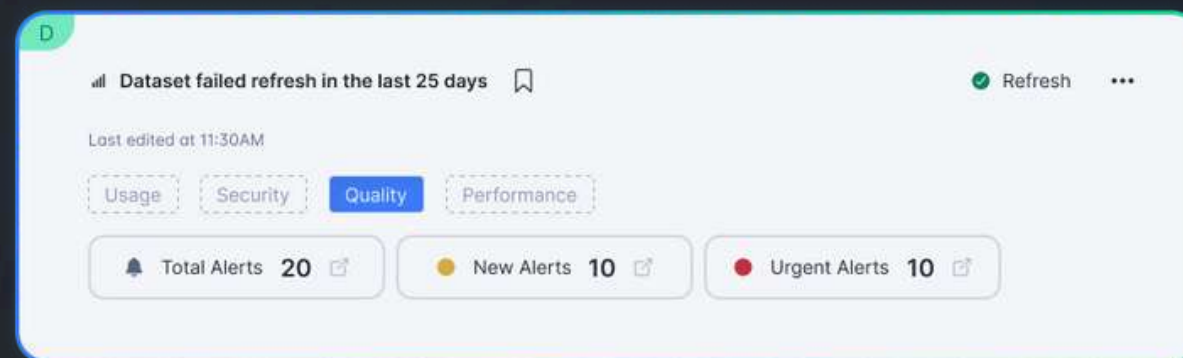 D
Dataset failed refresh in the last 25 days Refresh
Last edited at 11:30AM
Usage Security Quality Performance
Total Alerts 20 New Alerts 10 Urgent Alerts 10